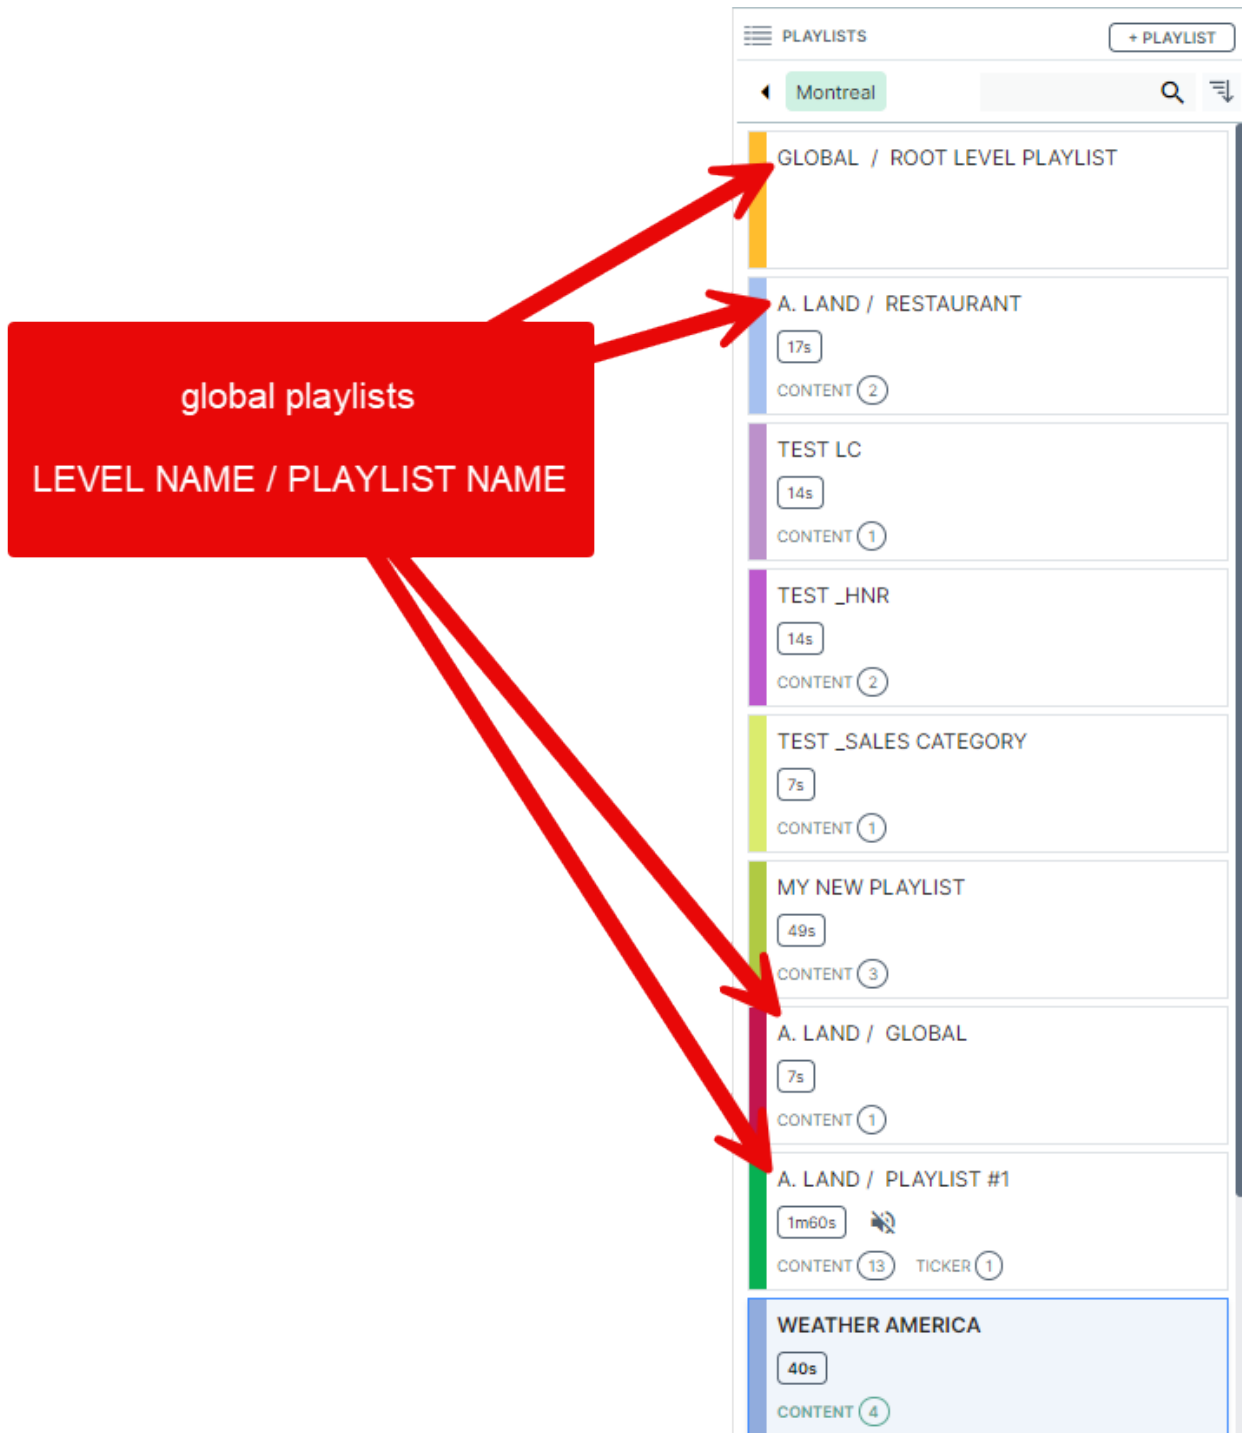 PLAYLISTS
+ PLAYLIST
Montreal
GLOBAL / ROOT LEVEL PLAYLIST
A. LAND / RESTAURANT
17s
CONTENT 2
global playlists
LEVEL NAME / PLAYLIST NAME
TEST LC
14s
CONTENT 1
TEST _HNR
14s
CONTENT 2
TEST _SALES CATEGORY
7s
CONTENT 1
MY NEW PLAYLIST
49s
CONTENT 3
A. LAND / GLOBAL
7s
CONTENT 1
A. LAND / PLAYLIST #1
1m60s
CONTENT 13 TICKER 1
WEATHER AMERICA
40s
CONTENT 4